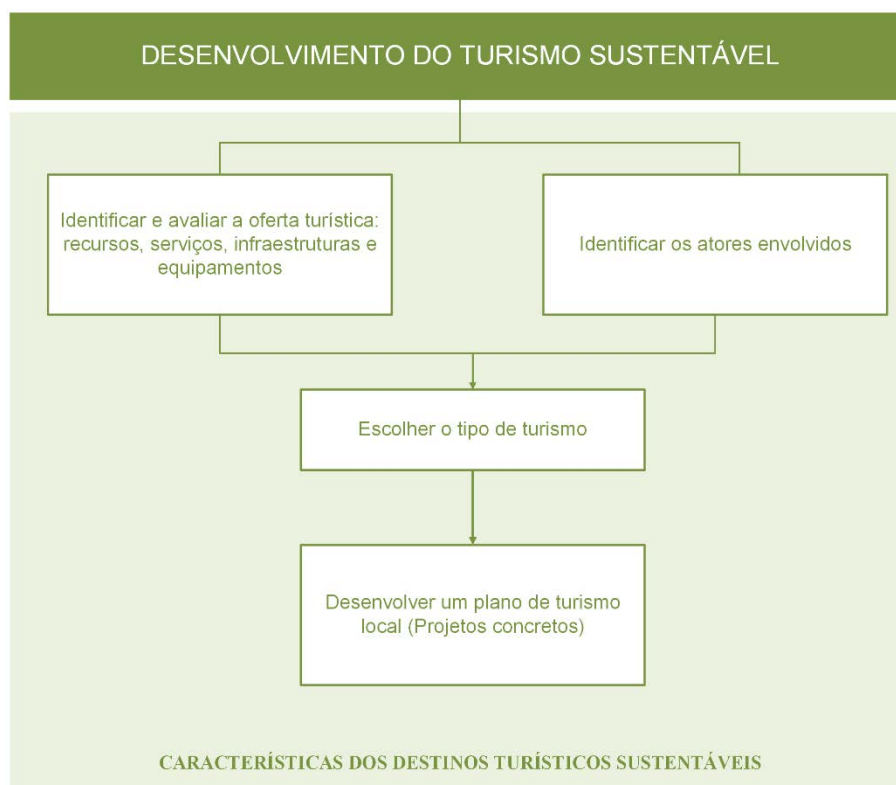 DESENVOLVIMENTO DO TURISMO SUSTENTÁVEL
Identificar e avaliar a oferta turística:
recursos, serviços, infraestruturas e
equipamentos
Identificar os atores envolvidos
Escolher o tipo de turismo
Desenvolver um plano de turismo
local (Projetos concretos)
CARACTERÍSTICAS DOS DESTINOS TURÍSTICOS SUSTENTÁVEIS